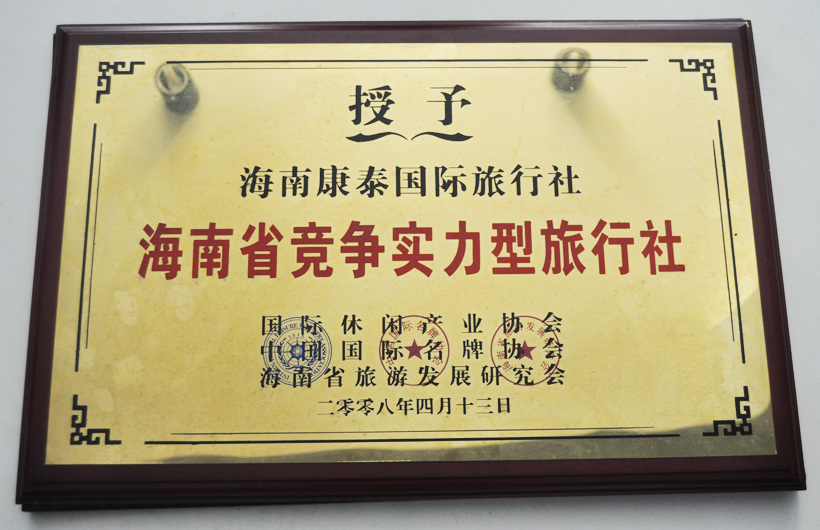 授予
海南康泰国际旅行社
海南省竞争实力型旅行社
国际休闲产业协会
中国国际名牌协会
海南省旅游发展研究会
二零零八年四月十三日